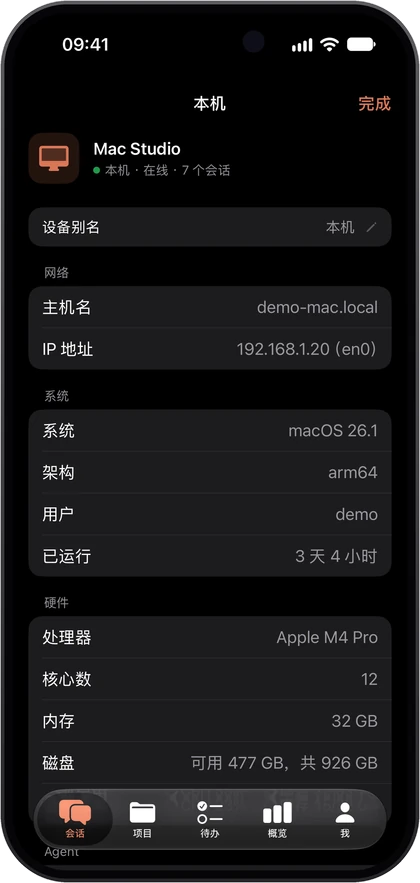 09:41
本机
完成
Mac Studio
本机 · 在线 · 7 个会话
设备别名 本机
网络
主机名 demo-mac.local
IP 地址 192.168.1.20 (en0)
系统
系统 macOS 26.1
架构 arm64
用户 demo
已运行 3 天 4 小时
硬件
处理器 Apple M4 Pro
核心数 12
内存 32 GB
磁盘 可用 477 GB，共 926 GB
会话 项目 待办 概览 我
Agent